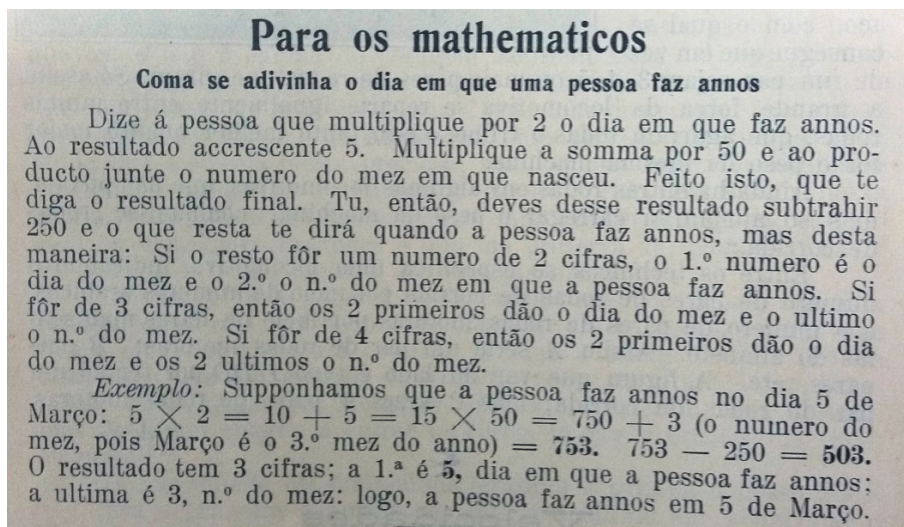 Para os mathematicos
Coma se adivinha o dia em que uma pessoa faz annos
Dize á pessoa que multiplique por 2 o dia em que faz annos.
Ao resultado accrescente 5. Multiplique a somma por 50 e ao pro-
ducto junte o numero do mez em que nasceu. Feito isto, que te
diga o resultado final. Tu, então, deves desse resultado subtrahir
250 e o que resta te dirá quando a pessoa faz annos, mas desta
maneira: Si o resto fôr um numero de 2 cifras, o 1.º numero é o
dia do mez e o 2.º o n.º do mez em que a pessoa faz annos. Si
fôr de 3 cifras, então os 2 primeiros dão o dia do mez e o ultimo
o n.º do mez. Si fôr de 4 cifras, então os 2 primeiros dão o dia
do mez e os 2 ultimos o n.º do mez.
Exemplo: Supponhamos que a pessoa faz annos no dia 5 de
Março: 5 × 2 = 10 + 5 = 15 × 50 = 750 + 3 (o numero do
mez, pois Março é o 3.º mez do anno) = 753. 753 — 250 = 503.
O resultado tem 3 cifras; a 1.ª é 5, dia em que a pessoa faz annos;
a ultima é 3, n.º do mez: logo, a pessoa faz annos em 5 de Março.